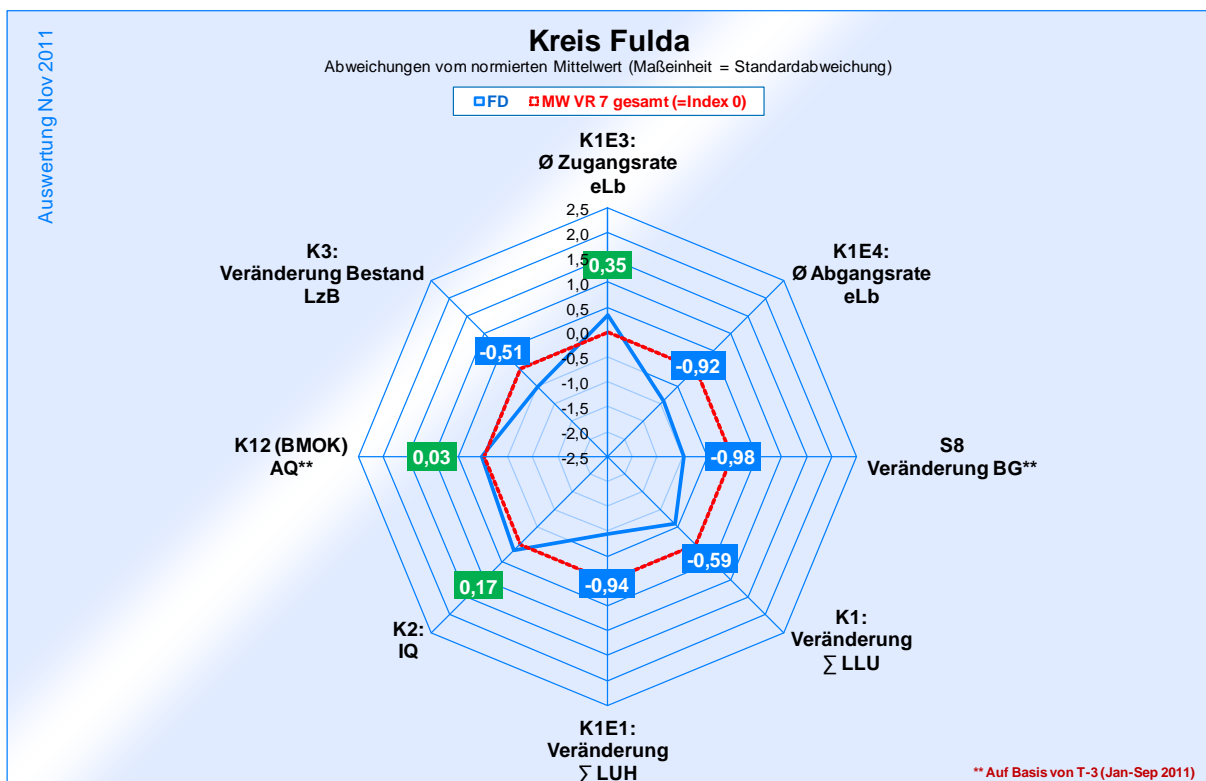 Auswertung Nov 2011
Kreis Fulda
Abweichungen vom normierten Mittelwert (Maßeinheit = Standardabweichung)
FD MW VR 7 gesamt (=Index 0)
K1E3:
Ø Zugangsrate
eLb
K3:
Veränderung Bestand
LzB
K1E4:
Ø Abgangsrate
eLb
2,5
2,0
1,5
1,0
0,5
0,0
-0,5
-1,0
-1,5
-2,0
-2,5
0,35
-0,51
-0,92
K12 (BMOK)
AQ**
0,03
-0,98
S8
Veränderung BG**
0,17
-0,94
-0,59
K2:
IQ
K1:
Veränderung
∑ LLU
K1E1:
Veränderung
∑ LUH
** Auf Basis von T-3 (Jan-Sep 2011)